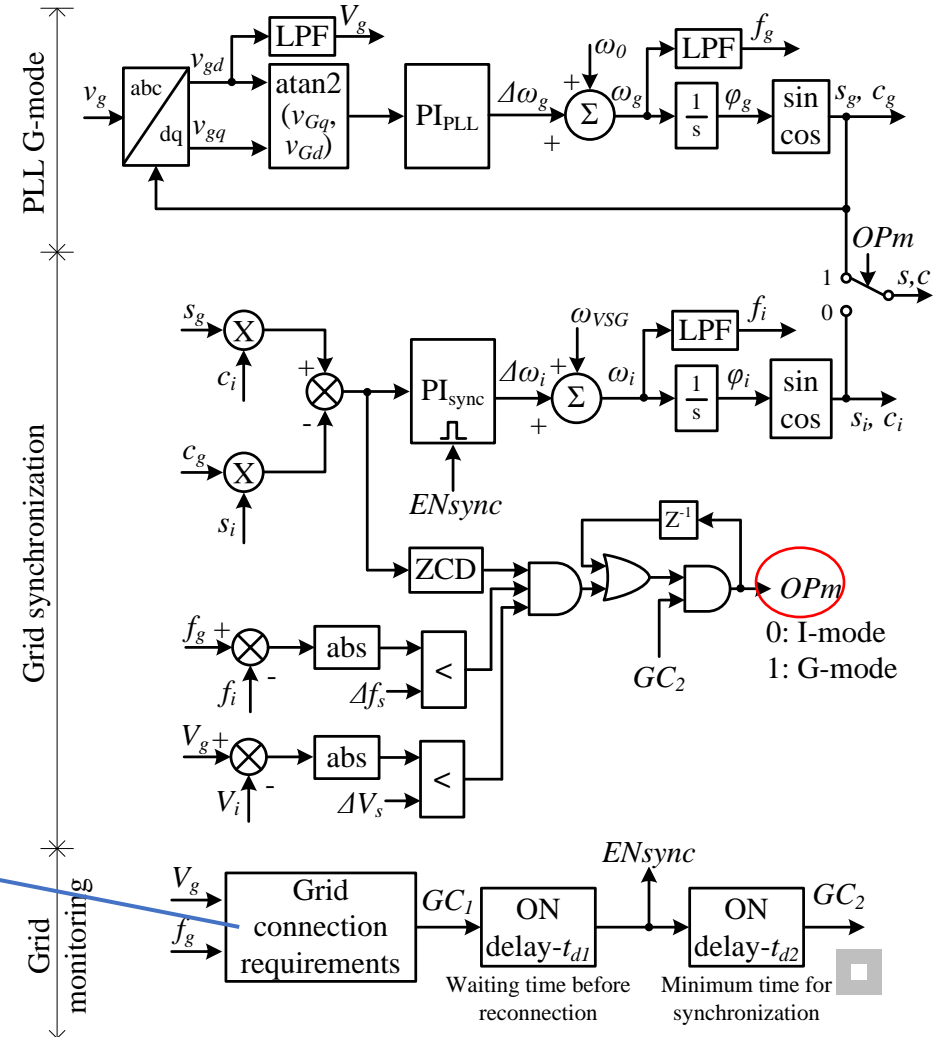 PLL G-mode
v_g
abc
dq
v_gd
v_gq
LPF
V_g
atan2
(v_Gq,
v_Gd)
PI_PLL
Δω_g
+
+
ω_0
Σ
ω_g
LPF
f_g
1
s
φ_g
sin
cos
s_g, c_g
OPm
1
0
s,c
Grid synchronization
s_g
X
c_i
+
-
c_g
X
s_i
PI_sync
ENsync
Δω_i
+
+
ω_VSG
Σ
ω_i
LPF
f_i
1
s
φ_i
sin
cos
s_i, c_i
ZCD
Z^-1
GC_2
OPm
0: I-mode
1: G-mode
f_g
+
-
f_i
abs
<
Δf_s
V_g
+
-
V_i
abs
<
ΔV_s
Grid
monitoring
V_g
f_g
Grid
connection
requirements
GC_1
ON
delay-t_d1
Waiting time before
reconnection
ENsync
ON
delay-t_d2
Minimum time for
synchronization
GC_2